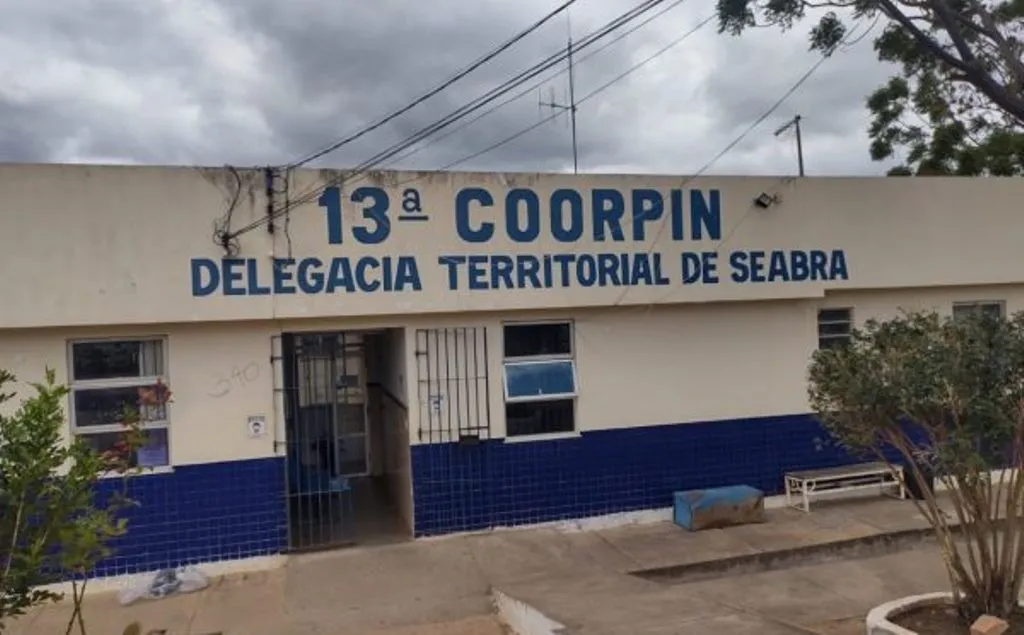 13ª COORPIN
DELEGACIA TERRITORIAL DE SEABRA